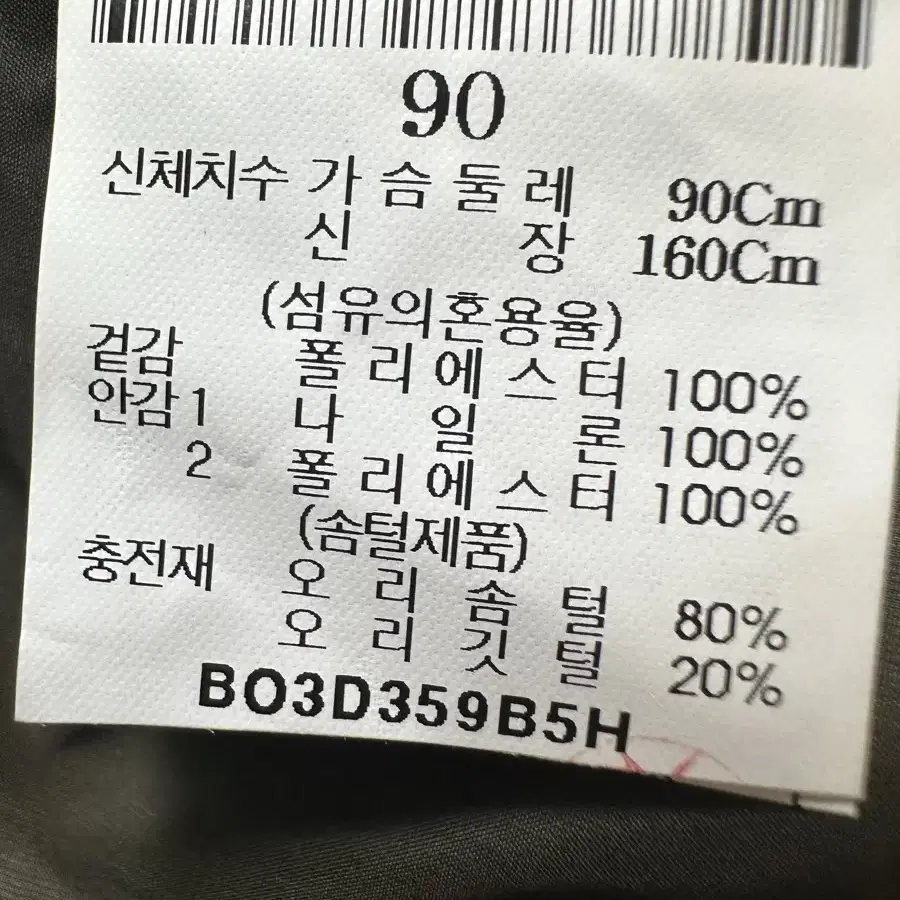 90
신체치수 가 슴 둘 레 90Cm
신 장 160Cm
(섬유의혼용율)
겉감 폴 리 에 스 터 100%
안감 1 나 일 론 100%
2 폴 리 에 스 터 100%
(솜털제품)
충전재 오 리 솜 털 80%
오 리 깃 털 20%
BO3D359B5H